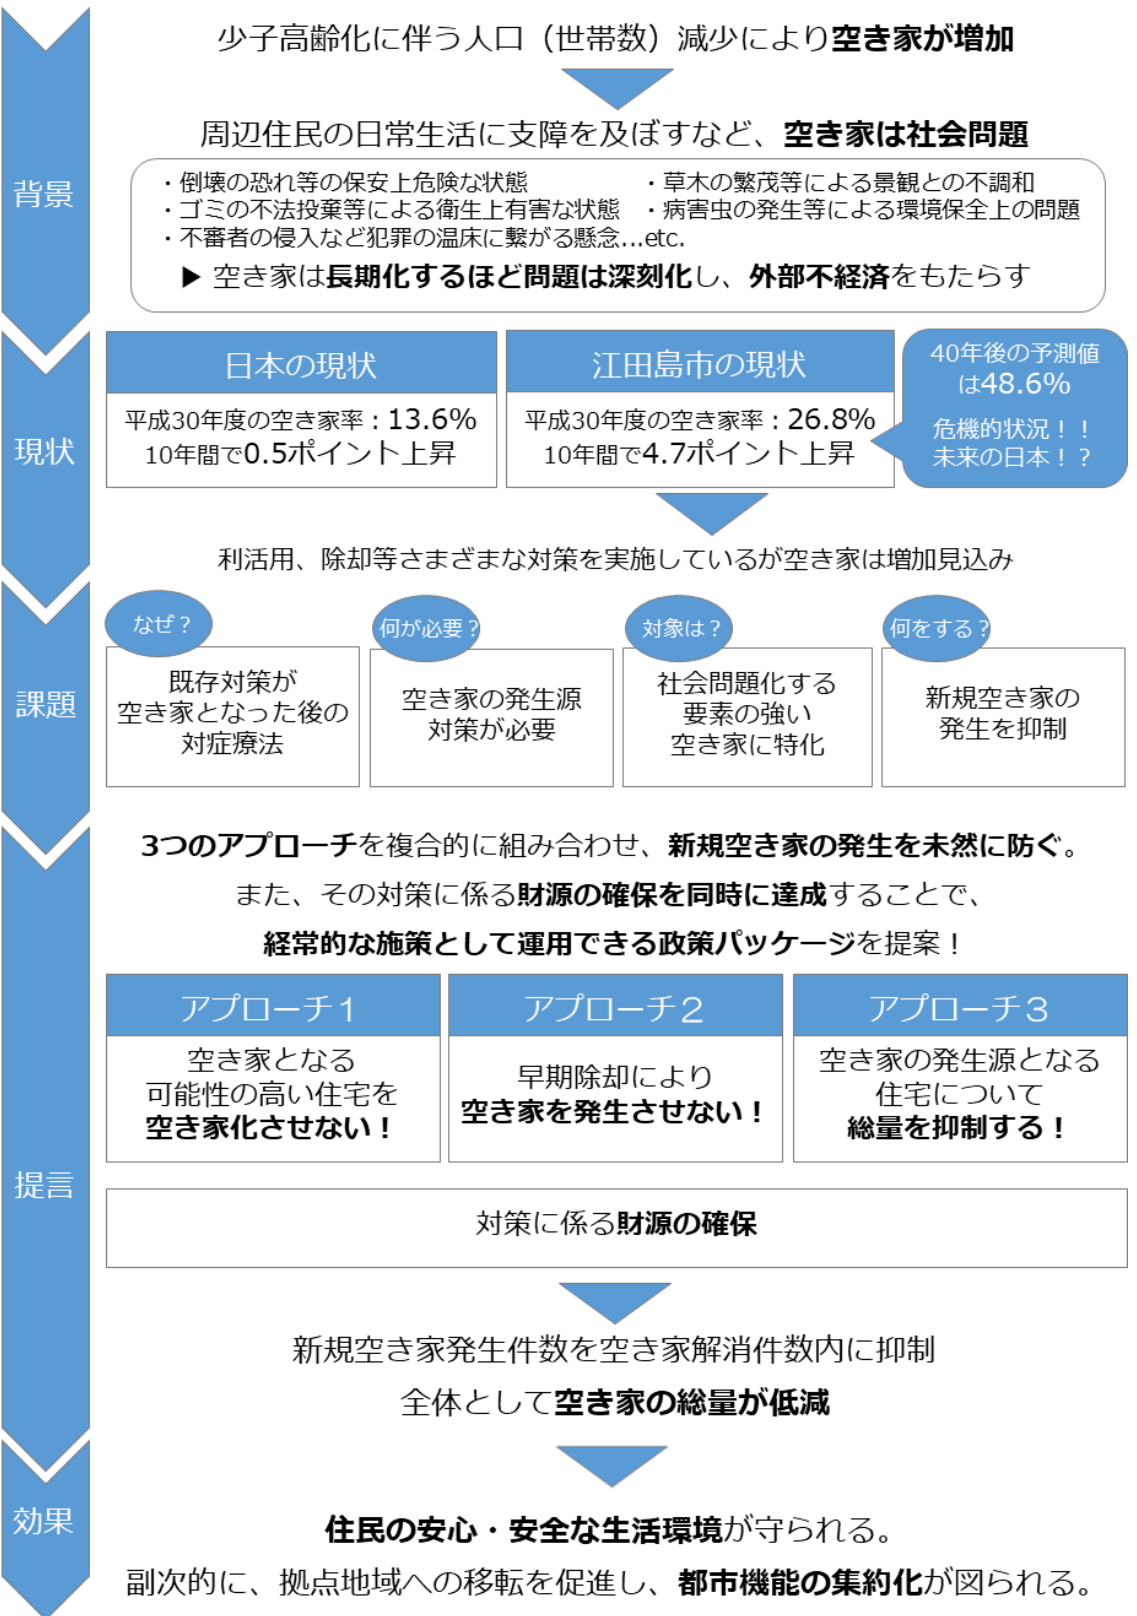 背景
少子高齢化に伴う人口（世帯数）減少により空き家が増加
周辺住民の日常生活に支障を及ぼすなど、空き家は社会問題
・倒壊の恐れ等の保安上危険な状態
・草木の繁茂等による景観との不調和
・ゴミの不法投棄等による衛生上有害な状態
・病害虫の発生等による環境保全上の問題
・不審者の侵入など犯罪の温床に繋がる懸念…etc.
▶ 空き家は長期化するほど問題は深刻化し、外部不経済をもたらす
現状
日本の現状
平成30年度の空き家率：13.6%
10年間で0.5ポイント上昇
江田島市の現状
平成30年度の空き家率：26.8%
10年間で4.7ポイント上昇
40年後の予測値
は48.6%
危機的状況！！
未来の日本！？
利活用、除却等さまざまな対策を実施しているが空き家は増加見込み
課題
なぜ？
既存対策が
空き家となった後の
対症療法
何が必要？
空き家の発生源
対策が必要
対象は？
社会問題化する
要素の強い
空き家に特化
何をする？
新規空き家の
発生を抑制
提言
3つのアプローチを複合的に組み合わせ、新規空き家の発生を未然に防ぐ。
また、その対策に係る財源の確保を同時に達成することで、
経常的な施策として運用できる政策パッケージを提案！
アプローチ１
空き家となる
可能性の高い住宅を
空き家化させない！
アプローチ２
早期除却により
空き家を発生させない！
アプローチ３
空き家の発生源となる
住宅について
総量を抑制する！
対策に係る財源の確保
新規空き家発生件数を空き家解消件数内に抑制
全体として空き家の総量が低減
効果
住民の安心・安全な生活環境が守られる。
副次的に、拠点地域への移転を促進し、都市機能の集約化が図られる。